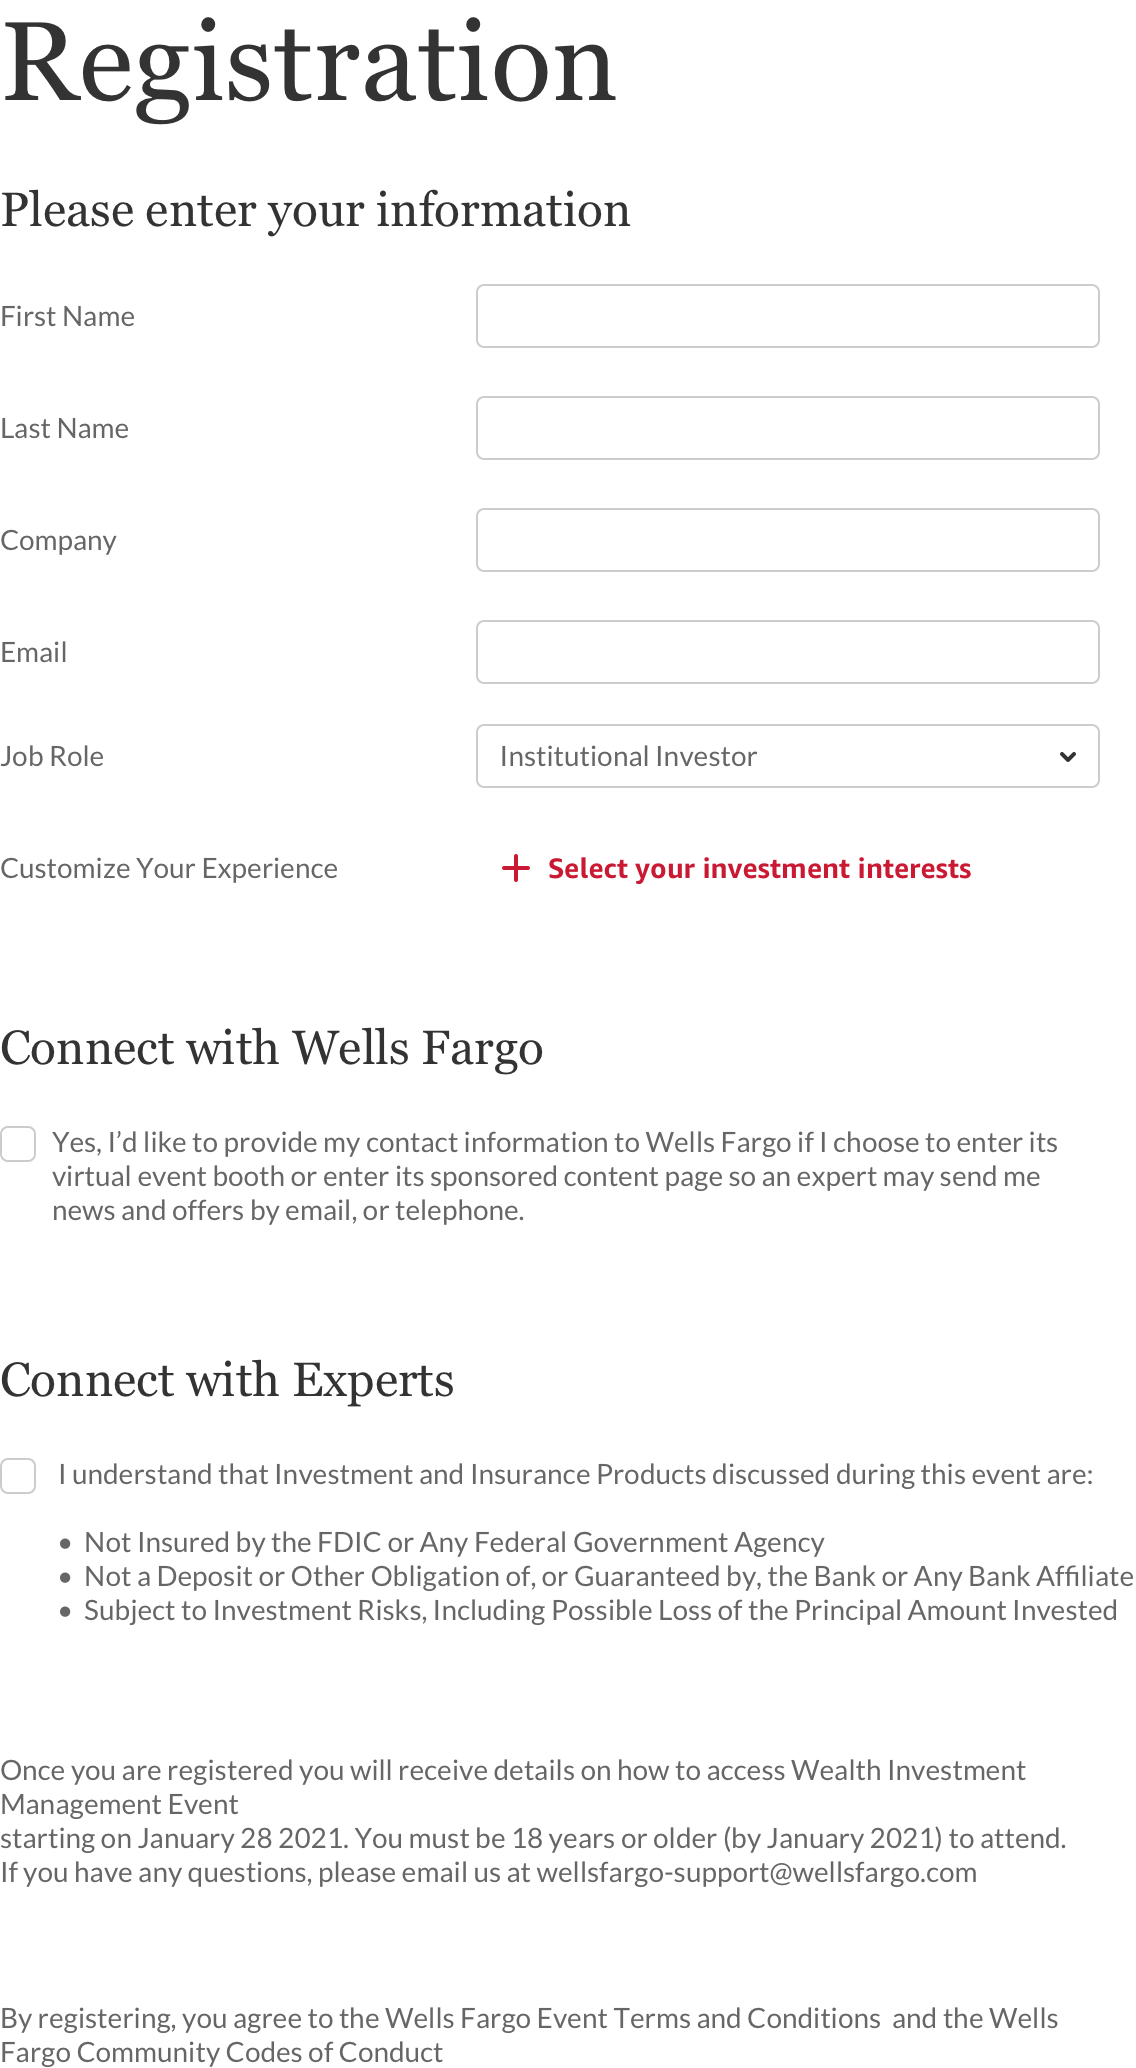 Registration
Please enter your information
First Name
Last Name
Company
Email
Job Role
Institutional Investor
Customize Your Experience
Select your investment interests
Connect with Wells Fargo
Yes, I’d like to provide my contact information to Wells Fargo if I choose to enter its
virtual event booth or enter its sponsored content page so an expert may send me
news and offers by email, or telephone.
Connect with Experts
I understand that Investment and Insurance Products discussed during this event are:
• Not Insured by the FDIC or Any Federal Government Agency
• Not a Deposit or Other Obligation of, or Guaranteed by, the Bank or Any Bank Affiliate
• Subject to Investment Risks, Including Possible Loss of the Principal Amount Invested
Once you are registered you will receive details on how to access Wealth Investment
Management Event
starting on January 28 2021. You must be 18 years or older (by January 2021) to attend.
If you have any questions, please email us at wellsfargo-support@wellsfargo.com
By registering, you agree to the Wells Fargo Event Terms and Conditions  and the Wells
Fargo Community Codes of Conduct